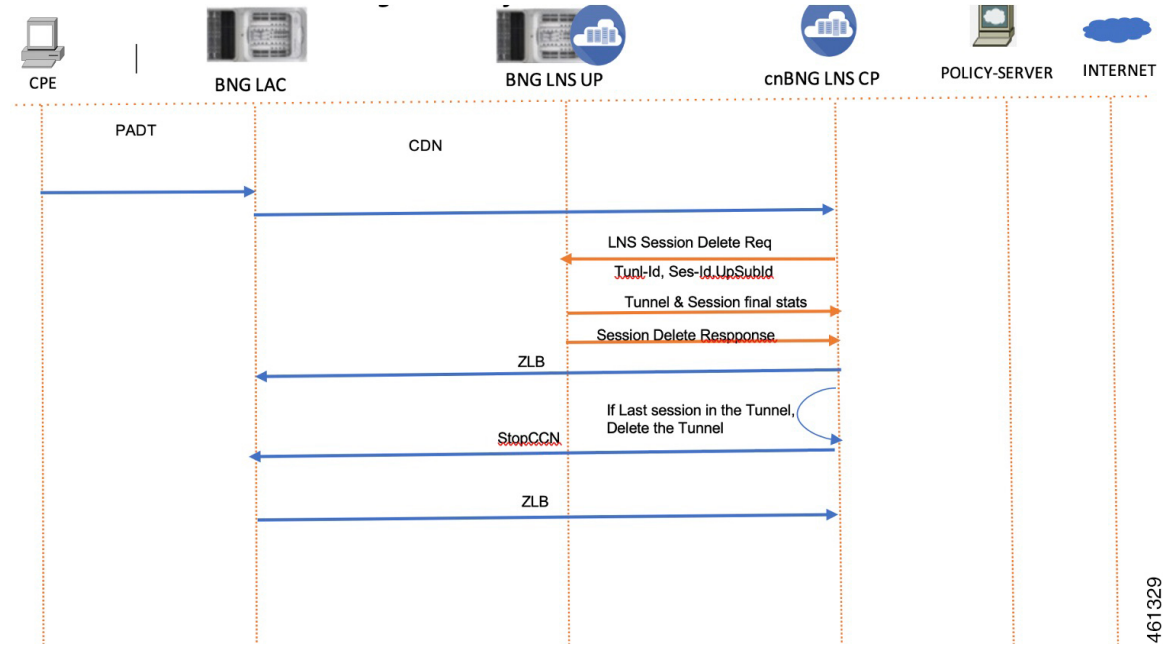 CPE
BNG LAC
BNG LNS UP
cnBNG LNS CP
POLICY-SERVER
INTERNET
PADT
CDN
LNS Session Delete Req
Tunl-Id, Ses-Id,UpSubId
Tunnel & Session final stats
Session Delete Respponse
ZLB
If Last session in the Tunnel,
Delete the Tunnel
StopCCN
ZLB
461329